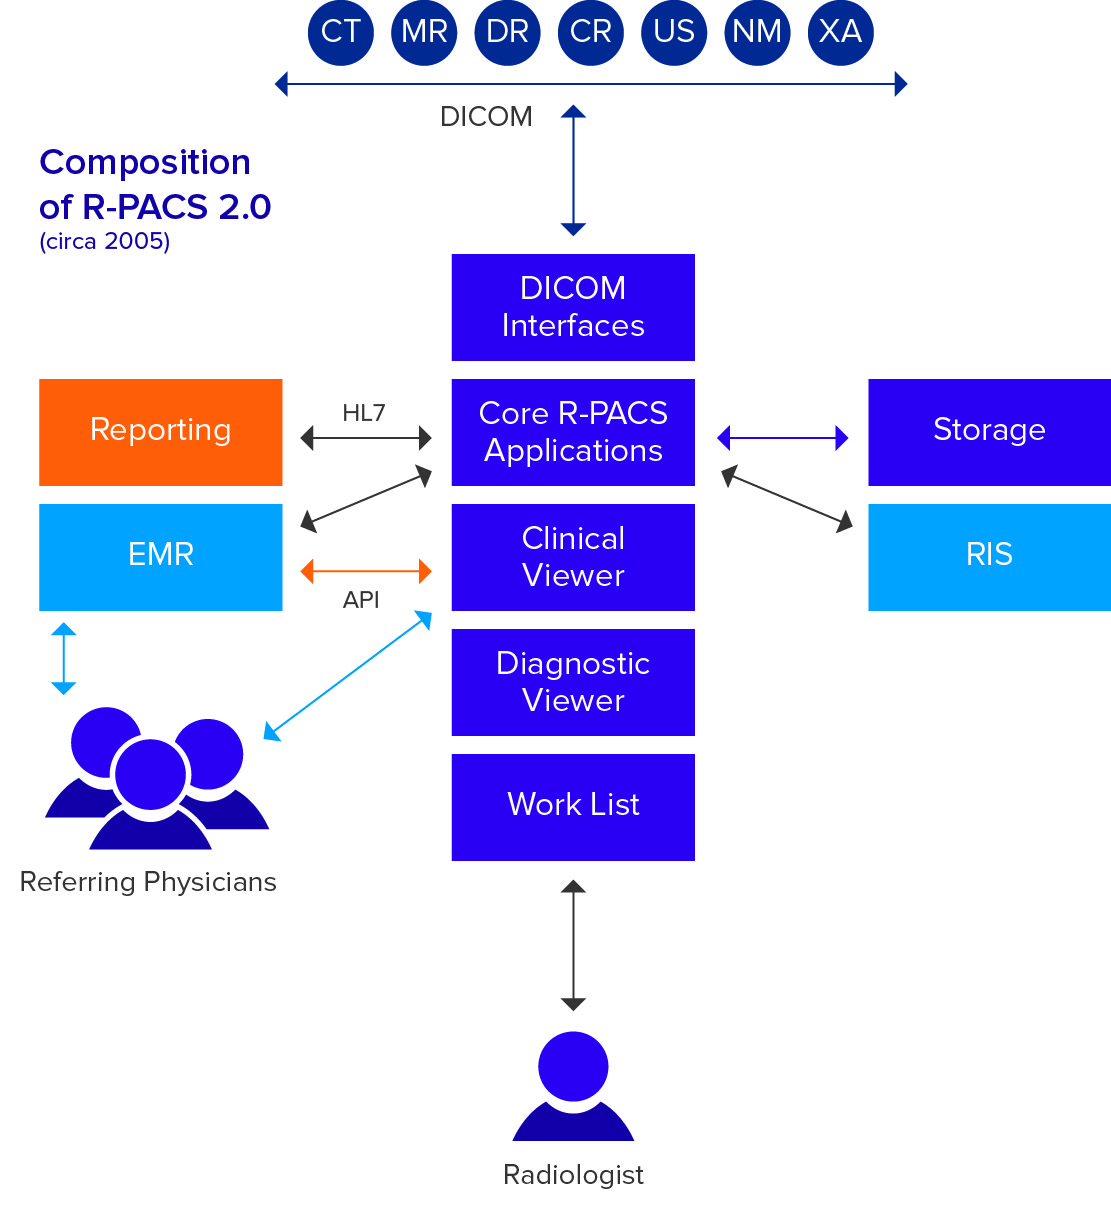 CT MR DR CR US NM XA
DICOM
Composition
of R-PACS 2.0
(circa 2005)
DICOM
Interfaces
Reporting
HL7
Core R-PACS
Applications
Storage
EMR
API
Clinical
Viewer
RIS
Diagnostic
Viewer
Work List
Referring Physicians
Radiologist